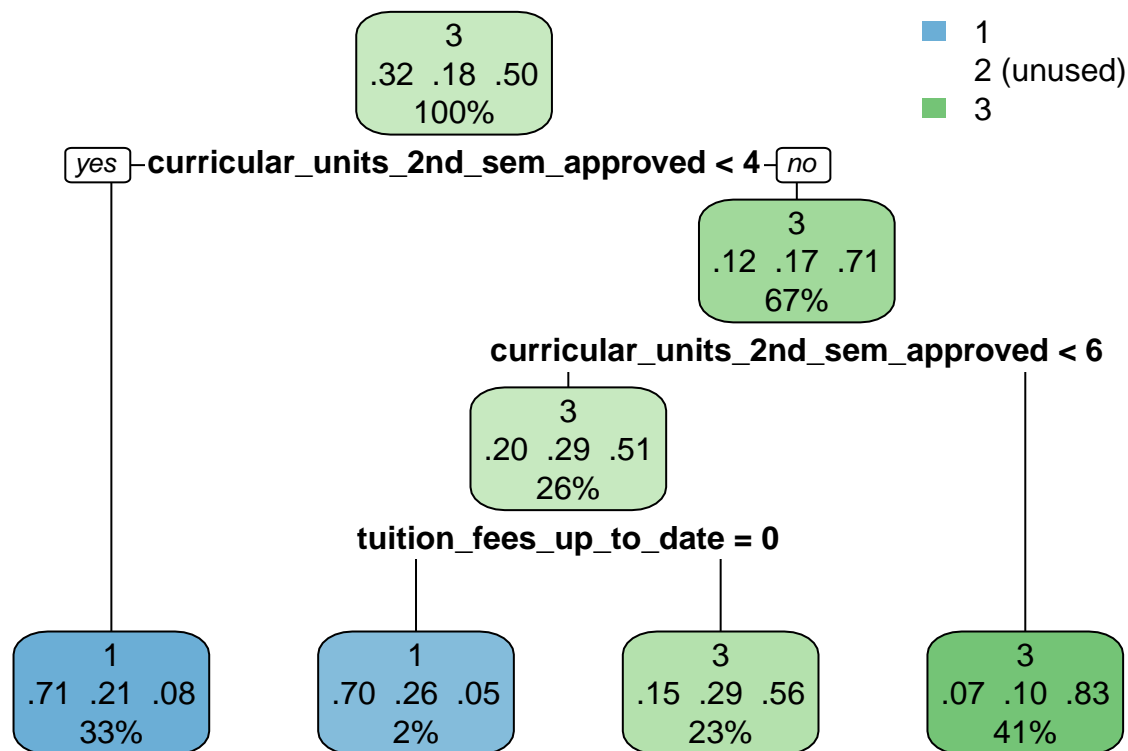 3
.32 .18 .50
100%
1
2 (unused)
3
yes curricular_units_2nd_sem_approved < 4 no
3
.12 .17 .71
67%
curricular_units_2nd_sem_approved < 6
3
.20 .29 .51
26%
tuition_fees_up_to_date = 0
1
.71 .21 .08
33%
1
.70 .26 .05
2%
3
.15 .29 .56
23%
3
.07 .10 .83
41%